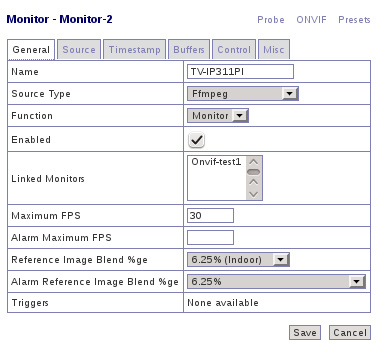 Monitor - Monitor-2 Probe ONVIF Presets
General Source Timestamp Buffers Control Misc
Name TV-IP311PI
Source Type Ffmpeg
Function Monitor
Enabled
Linked Monitors Onvif-test1
Maximum FPS 30
Alarm Maximum FPS
Reference Image Blend %ge 6.25% (Indoor)
Alarm Reference Image Blend %ge 6.25%
Triggers None available
Save Cancel